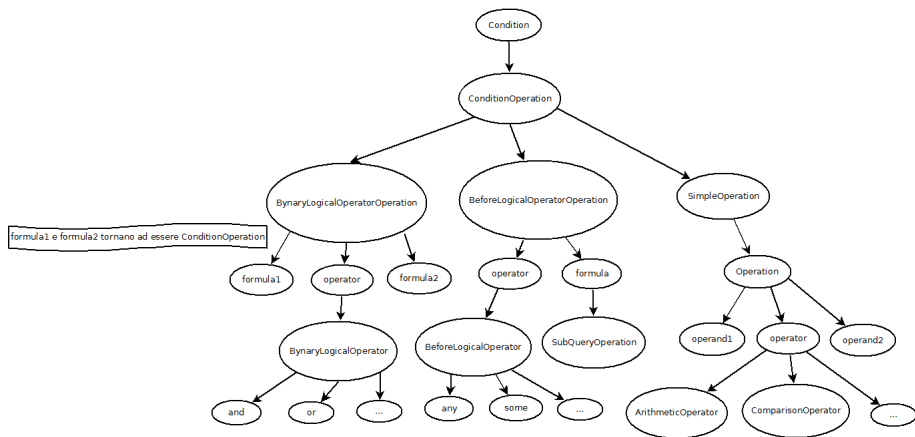 Condition
ConditionOperation
BynaryLogicalOperatorOperation
BeforeLogicalOperatorOperation
SimpleOperation
formula1 e formula2 tornano ad essere ConditionOperation
formula1
operator
formula2
operator
formula
Operation
BynaryLogicalOperator
BeforeLogicalOperator
SubQueryOperation
operand1
operator
operand2
and
or
...
any
some
...
ArithmeticOperator
ComparisonOperator
...